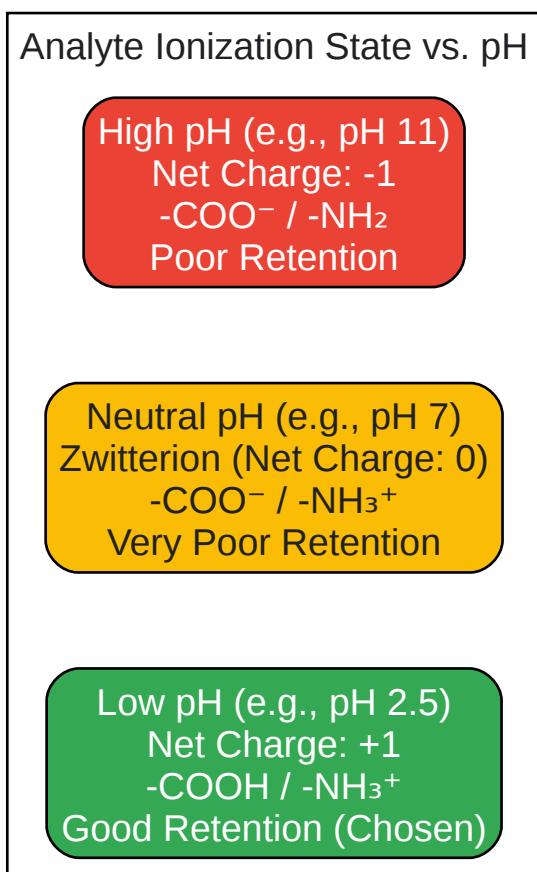 Analyte Ionization State vs. pH
High pH (e.g., pH 11)
Net Charge: -1
-COO⁻ / -NH₂
Poor Retention
Neutral pH (e.g., pH 7)
Zwitterion (Net Charge: 0)
-COO⁻ / -NH₃⁺
Very Poor Retention
Low pH (e.g., pH 2.5)
Net Charge: +1
-COOH / -NH₃⁺
Good Retention (Chosen)